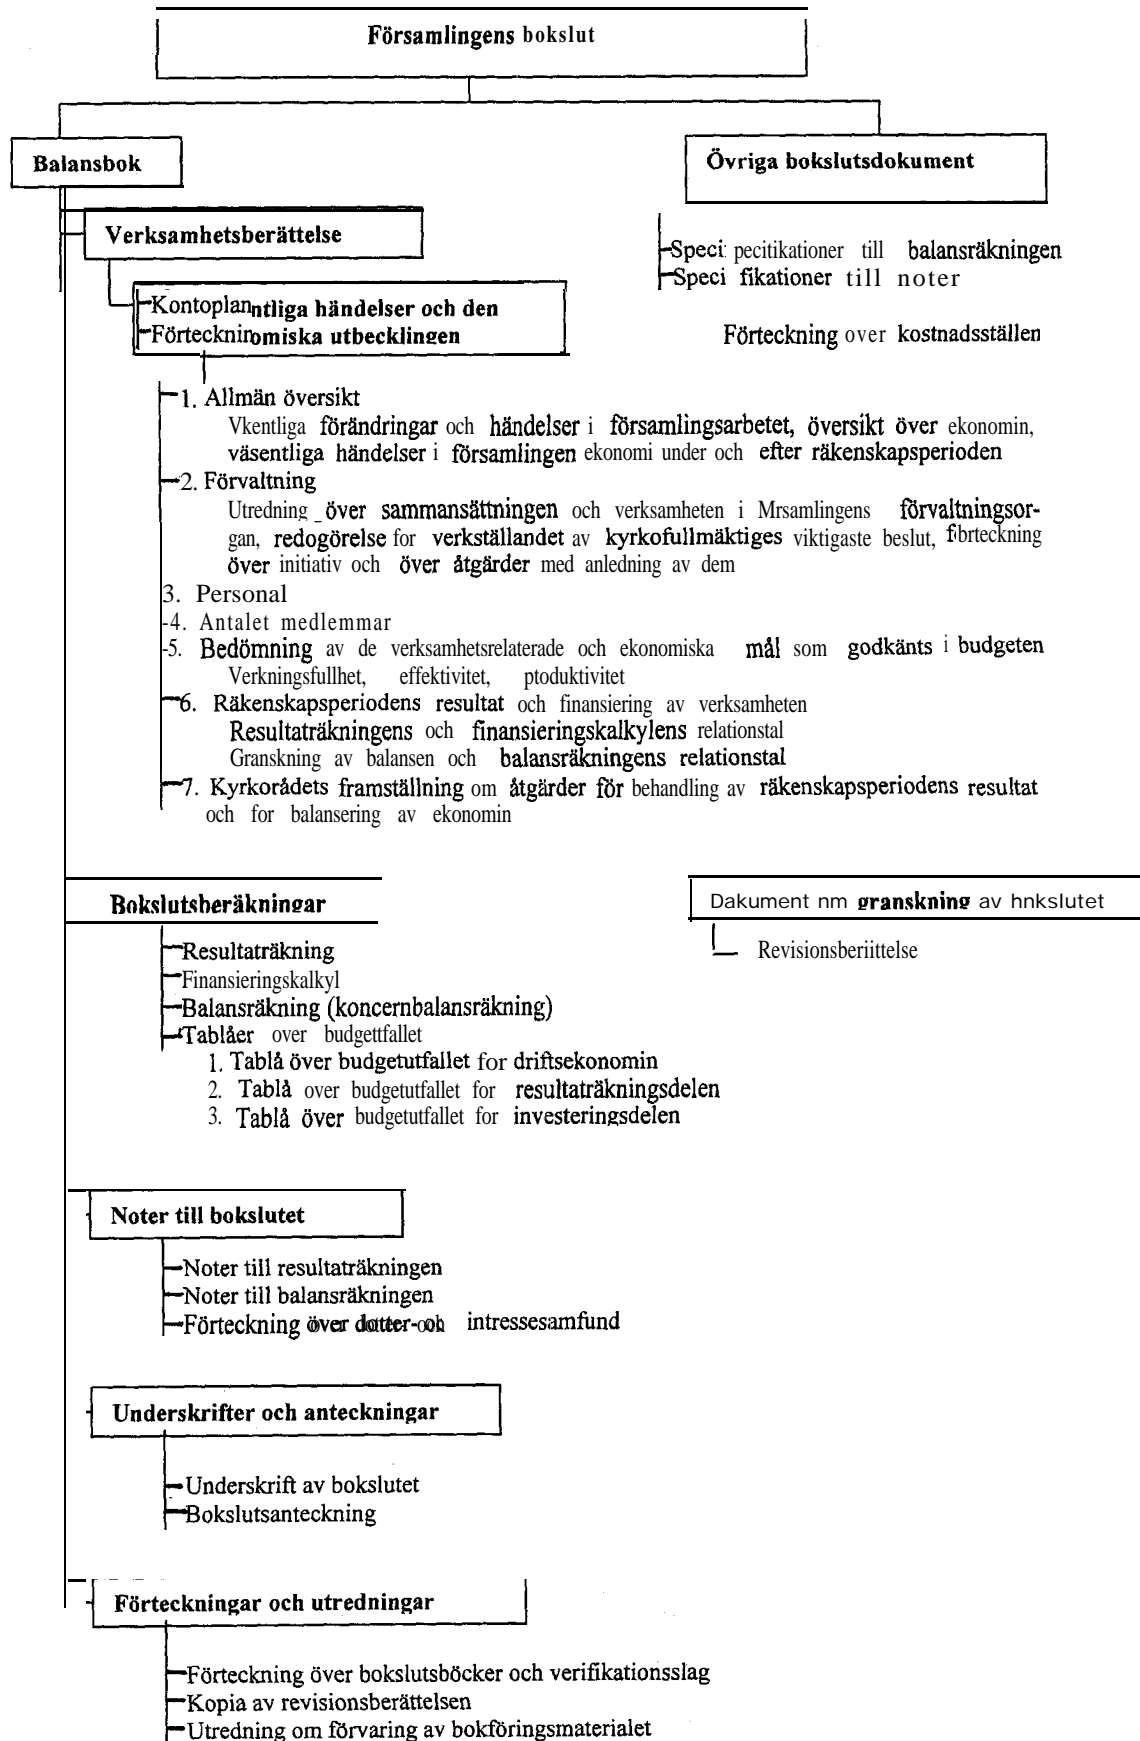 Församlingens bokslut
Balansbok
Övriga bokslutsdokument
Verksamhetsberättelse
Speci pecitikationer till balansräkningen
Speci fikationer till noter
Kontoplan ntliga händelser och den
Förtecknin omiska utbecklingen
Förteckning over kostnadsställen
1. Allmän översikt
Vkentliga förändringar och händelser i församlingsarbetet, översikt över ekonomin,
väsentliga händelser i församlingen ekonomi under och efter räkenskapsperioden
2. Förvaltning
Utredning över sammansättningen och verksamheten i Mrsamlingens förvaltningsor-
gan, redogörelse for verkställandet av kyrkofullmäktiges viktigaste beslut, fbrteckning
över initiativ och över åtgärder med anledning av dem
3. Personal
-4. Antalet medlemmar
-5. Bedömning av de verksamhetsrelaterade och ekonomiska mål som godkänts i budgeten
Verkningsfullhet, effektivitet, ptoduktivitet
6. Räkenskapsperiodens resultat och finansiering av verksamheten
Resultaträkningens och finansieringskalkylens relationstal
Granskning av balansen och balansräkningens relationstal
7. Kyrkorådets framställning om åtgärder för behandling av räkenskapsperiodens resultat
och for balansering av ekonomin
Bokslutsberäkningar
Dakument nm granskning av hnkslutet
Resultaträkning
Revisionsberiittelse
Finansieringskalkyl
Balansräkning (koncernbalansräkning)
Tablåer over budgettfallet
1. Tablå över budgetutfallet for driftsekonomin
2. Tablå over budgetutfallet for resultaträkningsdelen
3. Tablå över budgetutfallet for investeringsdelen
Noter till bokslutet
Noter till resultaträkningen
Noter till balansräkningen
Förteckning över dotter- och intressesamfund
Underskrifter och anteckningar
Underskrift av bokslutet
Bokslutsanteckning
Förteckningar och utredningar
Förteckning över bokslutsböcker och verifikationsslag
Kopia av revisionsberättelsen
Utredning om förvaring av bokföringsmaterialet